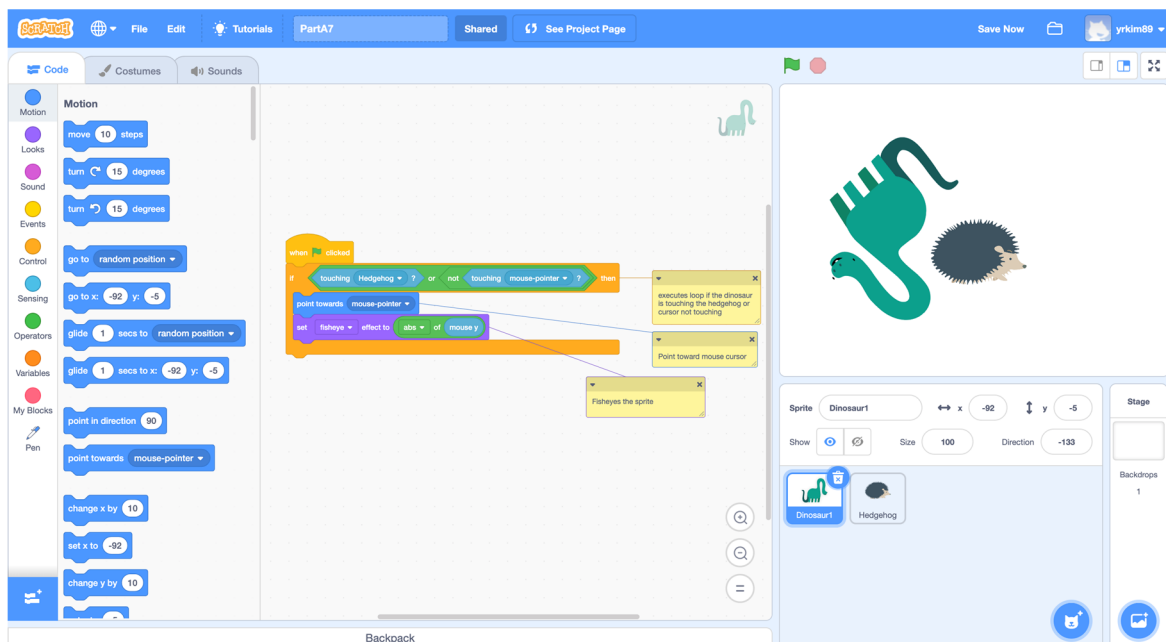 SCRATCH File Edit Tutorials PartA7 Shared See Project Page Save Now yrkim89
Code Costumes Sounds
Motion
Looks
Sound
Events
Control
Sensing
Operators
Variables
My Blocks
Pen
Motion
move 10 steps
turn 15 degrees
turn 15 degrees
go to random position
go to x: -92 y: -5
glide 1 secs to random position
glide 1 secs to x: -92 y: -5
point in direction 90
point towards mouse-pointer
change x by 10
set x to -92
change y by 10
when clicked
if touching Hedgehog ? or not touching mouse-pointer ? then
point towards mouse-pointer
set fisheye effect to abs of mouse y
executes loop if the dinosaur
is touching the hedgehog or
cursor not touching
Point toward mouse cursor
Fisheyes the sprite
Backpack
Sprite Dinosaur1 x -92 y -5
Show Size 100 Direction -133
Dinosaur1
Hedgehog
Stage
Backdrops
1